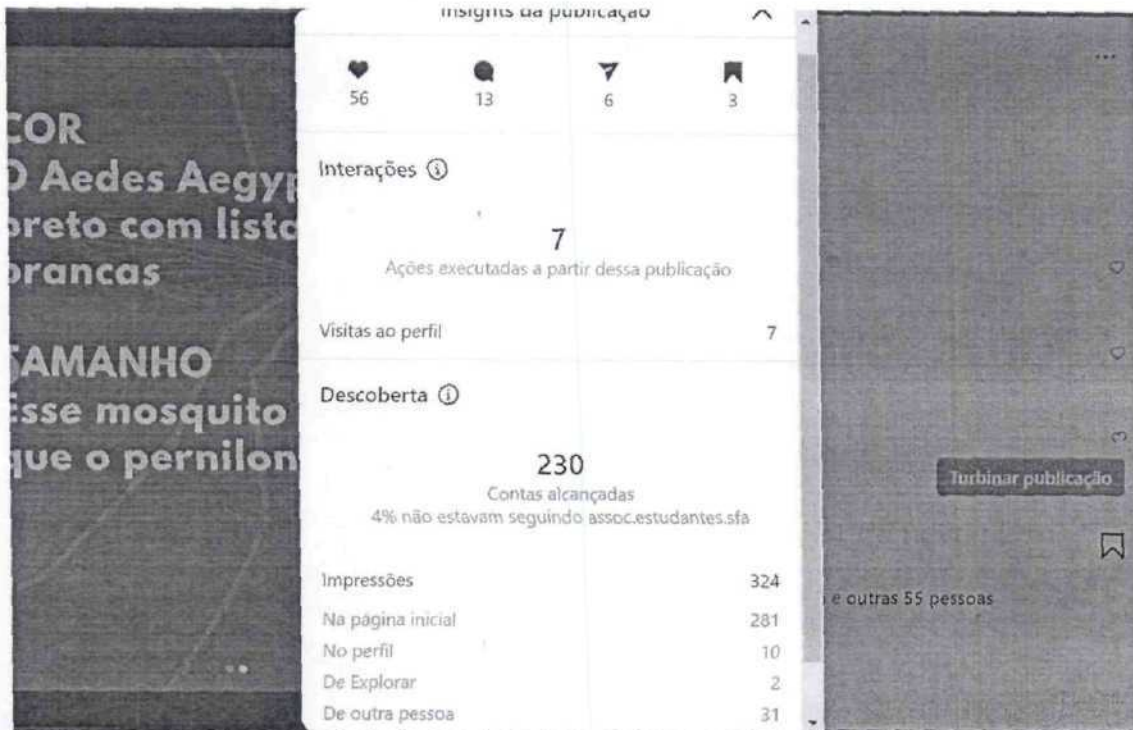 Insights da publicação
56 13 6 3
COR
O Aedes Aegyp
preto com lista
brancas
TAMANHO
Esse mosquito
que o pernilon
Interações
7
Ações executadas a partir dessa publicação
Visitas ao perfil 7
Descoberta
230
Contas alcançadas
4% não estavam seguindo assoc.estudantes.sfa
Impressões 324
Na página inicial 281
No perfil 10
De Explorar 2
De outra pessoa 31
Turbinar publicação
e outras 55 pessoas